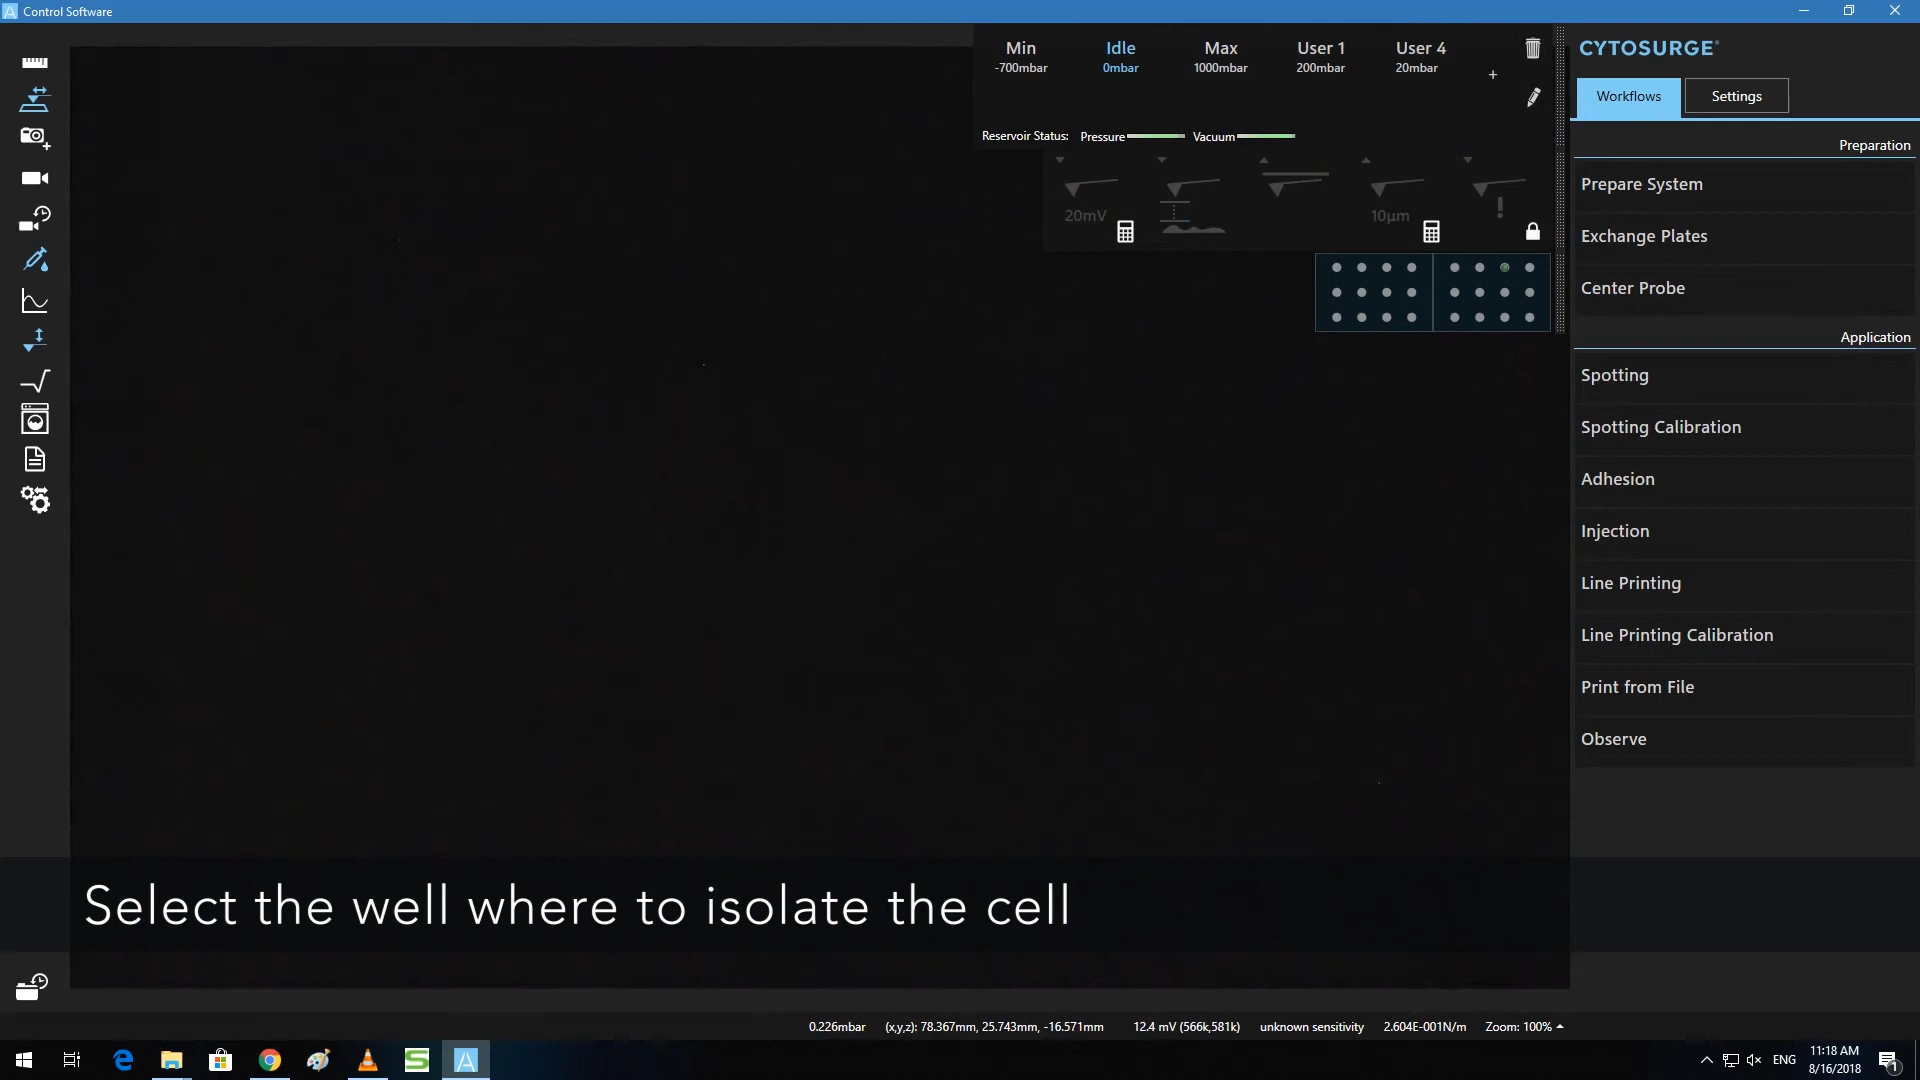 Control Software
Min
-700mbar
Idle
0mbar
Max
1000mbar
User 1
200mbar
User 4
20mbar
+
Reservoir Status: Pressure Vacuum
20mV
10µm
!
CYTOSURGE
Workflows
Settings
Preparation
Prepare System
Exchange Plates
Center Probe
Application
Spotting
Spotting Calibration
Adhesion
Injection
Line Printing
Line Printing Calibration
Print from File
Observe
Select the well where to isolate the cell
0.226mbar (x,y,z): 78.367mm, 25.743mm, -16.571mm 12.4 mV (566k,581k) unknown sensitivity 2.604E-001N/m Zoom: 100%
ENG
11:18 AM
8/16/2018
1